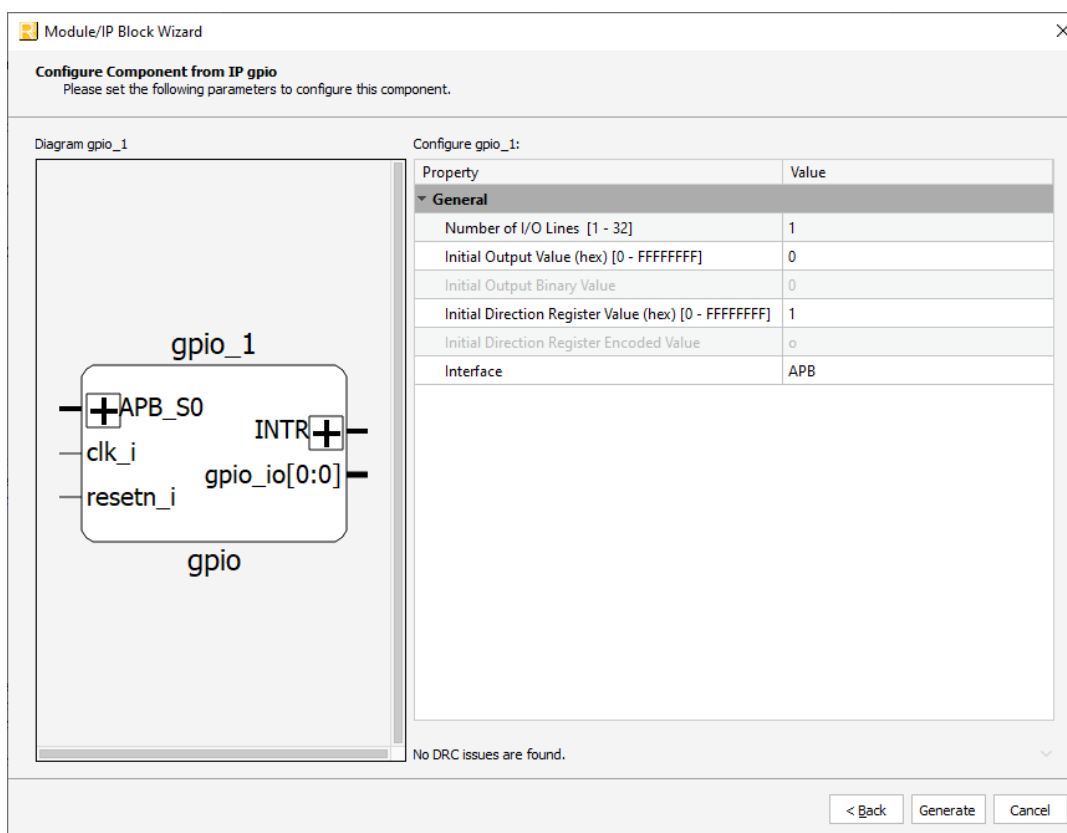 Module/IP Block Wizard
Configure Component from IP gpio
Please set the following parameters to configure this component.
Diagram gpio_1
Configure gpio_1:
Property Value
General
Number of I/O Lines [1 - 32] 1
Initial Output Value (hex) [0 - FFFFFFFF] 0
Initial Output Binary Value 0
Initial Direction Register Value (hex) [0 - FFFFFFFF] 1
Initial Direction Register Encoded Value o
Interface APB
gpio_1
APB_S0
INTR
clk_i
gpio_io[0:0]
resetn_i
gpio
No DRC issues are found.
< Back Generate Cancel